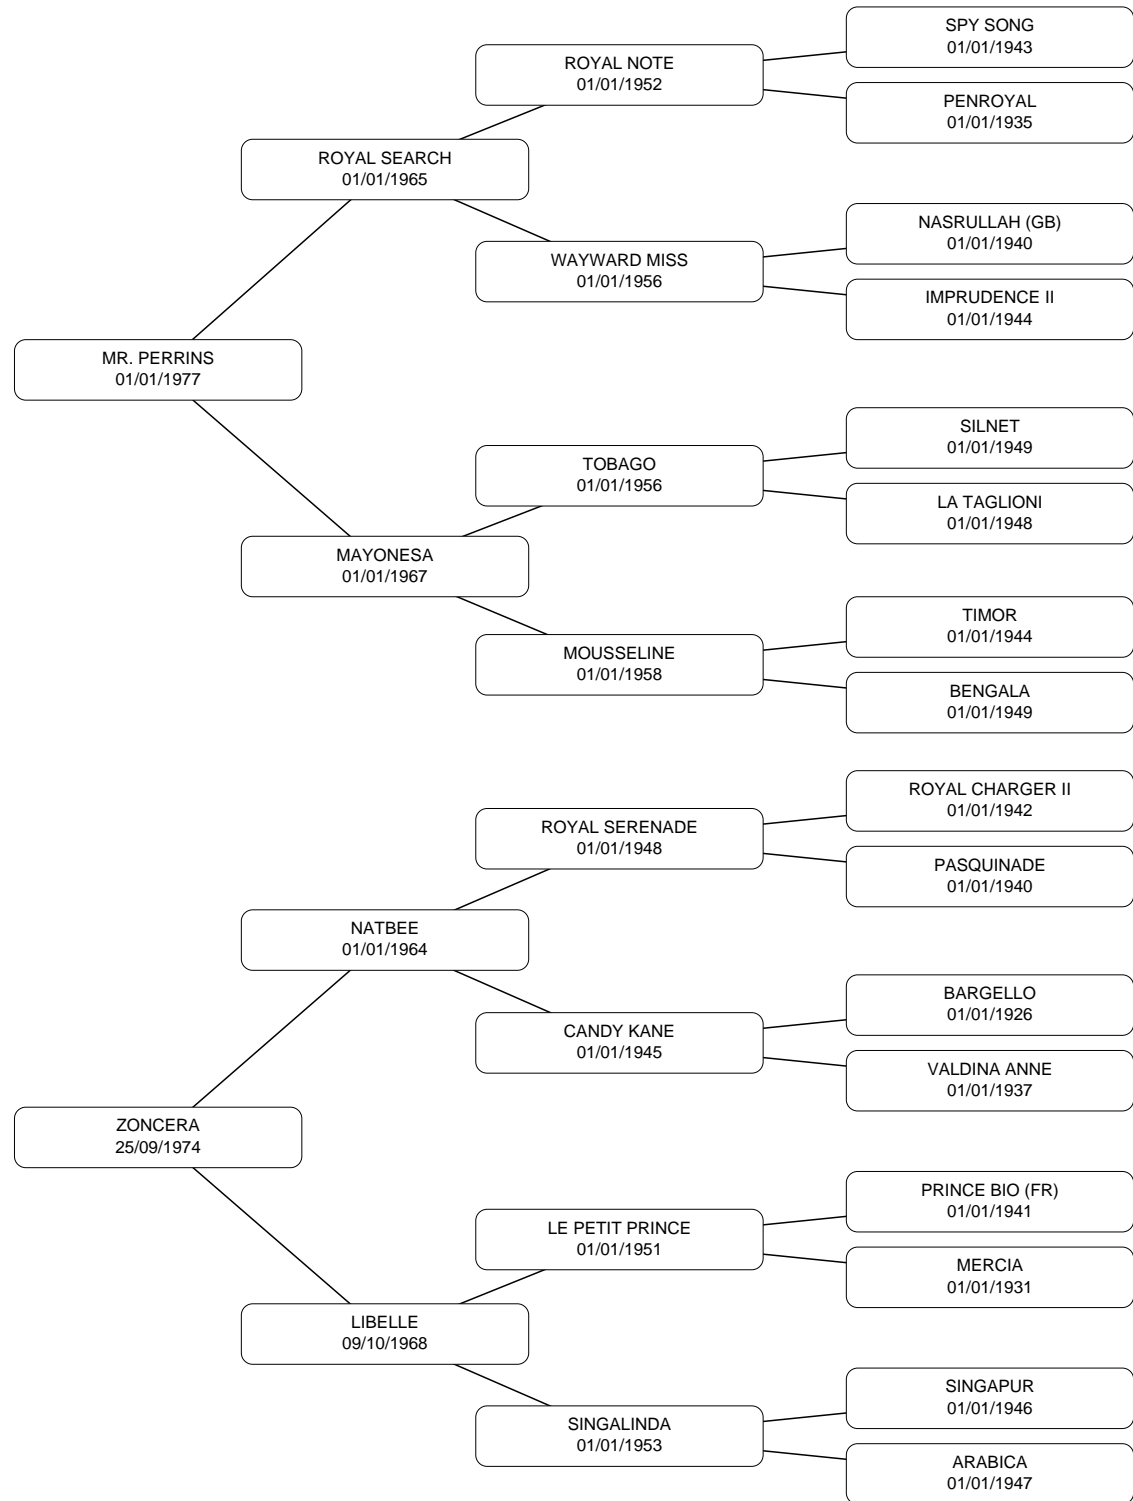 SPY SONG
01/01/1943
ROYAL NOTE
01/01/1952
PENROYAL
01/01/1935
ROYAL SEARCH
01/01/1965
NASRULLAH (GB)
01/01/1940
WAYWARD MISS
01/01/1956
IMPRUDENCE II
01/01/1944
MR. PERRINS
01/01/1977
SILNET
01/01/1949
TOBAGO
01/01/1956
LA TAGLIONI
01/01/1948
MAYONESA
01/01/1967
TIMOR
01/01/1944
MOUSSELINE
01/01/1958
BENGALA
01/01/1949
ROYAL CHARGER II
01/01/1942
ROYAL SERENADE
01/01/1948
PASQUINADE
01/01/1940
NATBEE
01/01/1964
BARGELLO
01/01/1926
CANDY KANE
01/01/1945
VALDINA ANNE
01/01/1937
ZONCERA
25/09/1974
PRINCE BIO (FR)
01/01/1941
LE PETIT PRINCE
01/01/1951
MERCIA
01/01/1931
LIBELLE
09/10/1968
SINGAPUR
01/01/1946
SINGALINDA
01/01/1953
ARABICA
01/01/1947